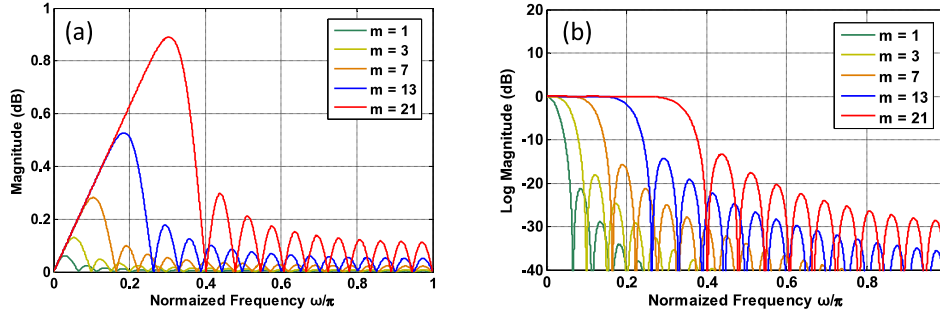 (a)
m = 1
m = 3
m = 7
m = 13
m = 21
Magnitude (dB)
1
0.8
0.6
0.4
0.2
0
0 0.2 0.4 0.6 0.8 1
Normaized Frequency ω/π
(b)
m = 1
m = 3
m = 7
m = 13
m = 21
Log Magnitude (dB)
20
10
0
-10
-20
-30
-40
0 0.2 0.4 0.6 0.8
Normaized Frequency ω/π